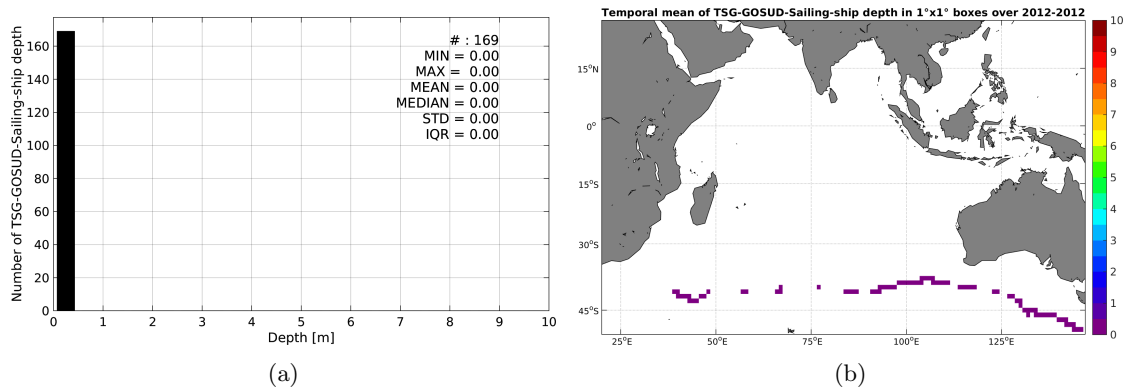 Number of TSG-GOSUD-Sailing-ship depth
160
140
120
100
80
60
40
20
0
# : 169
MIN = 0.00
MAX = 0.00
MEAN = 0.00
MEDIAN = 0.00
STD = 0.00
IQR = 0.00
0 1 2 3 4 5 6 7 8 9 10
Depth [m]
(a)
Temporal mean of TSG-GOSUD-Sailing-ship depth in 1°x1° boxes over 2012-2012
15°N
0°
15°S
30°S
45°S
25°E 50°E 75°E 100°E 125°E
10
9
8
7
6
5
4
3
2
1
0
(b)